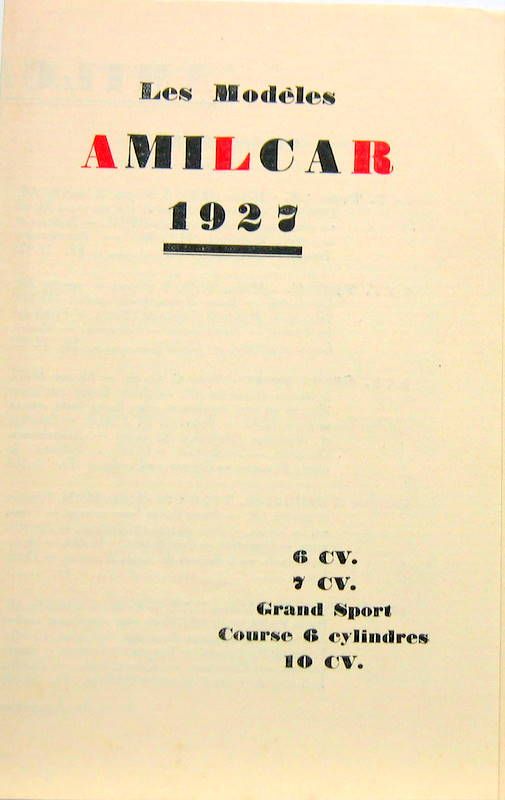 Les Modèles
AMILCAR
1927
6 CV.
7 CV.
Grand Sport
Course 6 cylindres
10 CV.